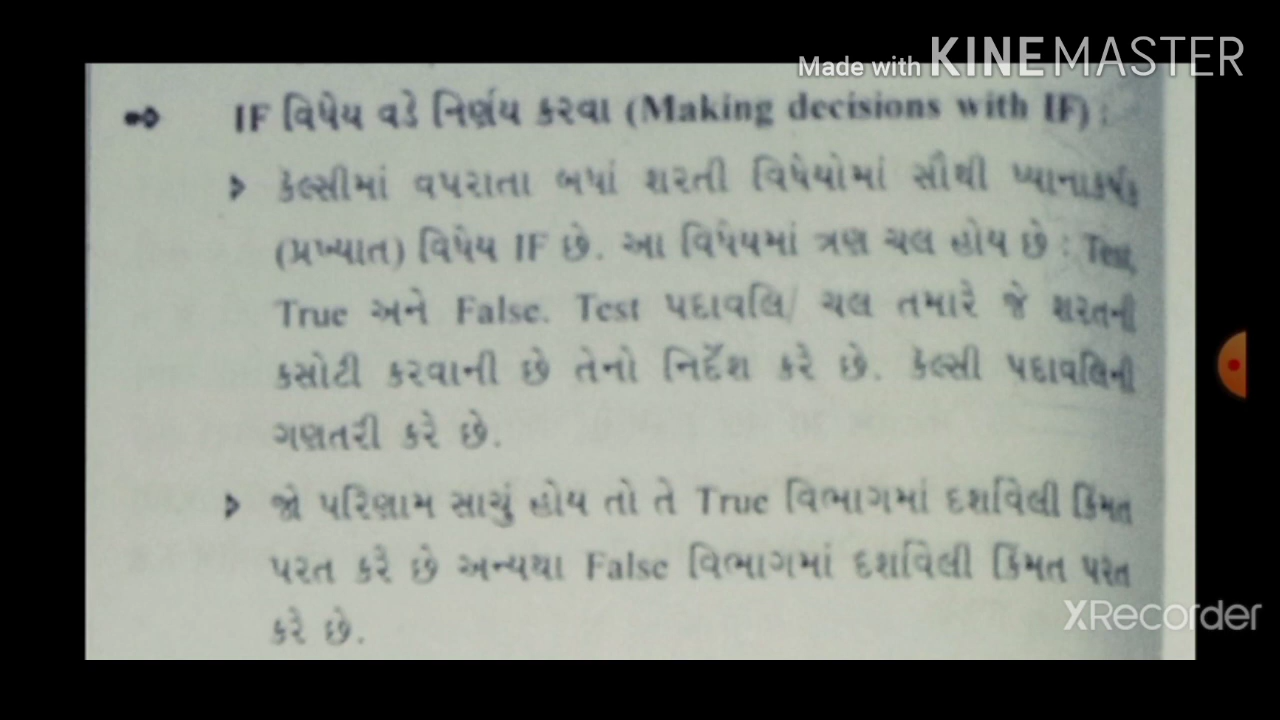 Made with KINEMASTER
IF વિધેય વડે નિર્ણય કરવા (Making decisions with IF) :
કેલ્સીમાં વપરાતા બધાં શરતી વિધેયોમાં સૌથી ધ્યાનાકર્ષક
(પ્રખ્યાત) વિધેય IF છે. આ વિધેયમાં ત્રણ ચલ હોય છે : Test,
True અને False. Test પદાવલિ/ ચલ તમારે જે શરતની
કસોટી કરવાની છે તેનો નિર્દેશ કરે છે. કેલ્સી પદાવલિની
ગણતરી કરે છે.
જો પરિણામ સાચું હોય તો તે True વિભાગમાં દર્શાવેલી કિંમત
પરત કરે છે અન્યથા False વિભાગમાં દર્શાવેલી કિંમત પરત
કરે છે.
XRecorder